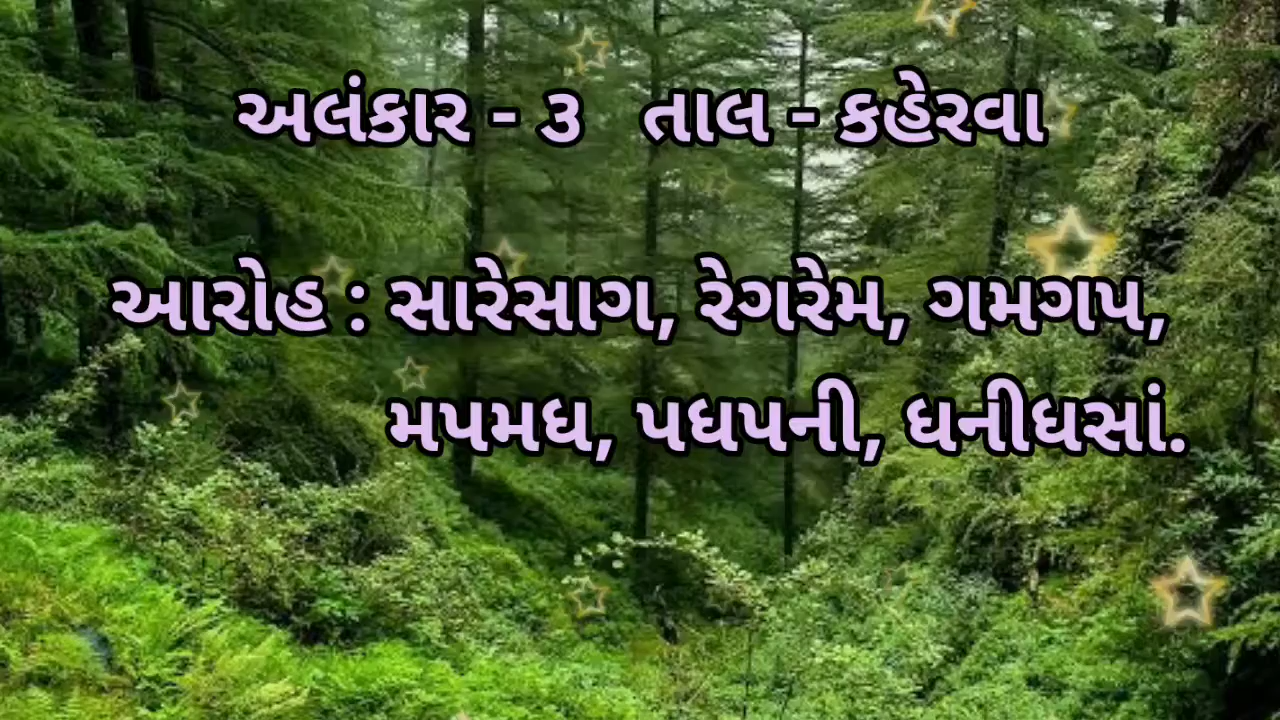 અલંકાર - ૩ તાલ - કહેરવા
આરોહ : સારેસાગ, રેગરેમ, ગમગપ,
મપમધ, પધપની, ધનીધસાં.